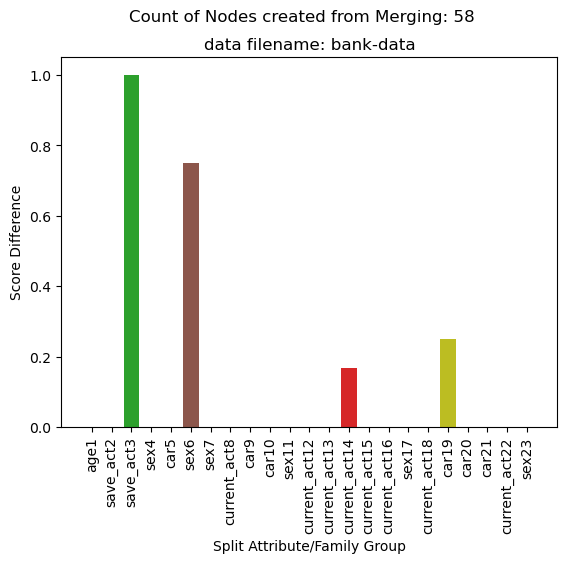 Count of Nodes created from Merging: 58
data filename: bank-data
Score Difference
1.0
0.8
0.6
0.4
0.2
0.0
age1
save_act2
save_act3
sex4
car5
sex6
sex7
current_act8
car9
car10
sex11
current_act12
current_act13
current_act14
current_act15
current_act16
sex17
current_act18
car19
car20
car21
current_act22
sex23
Split Attribute/Family Group